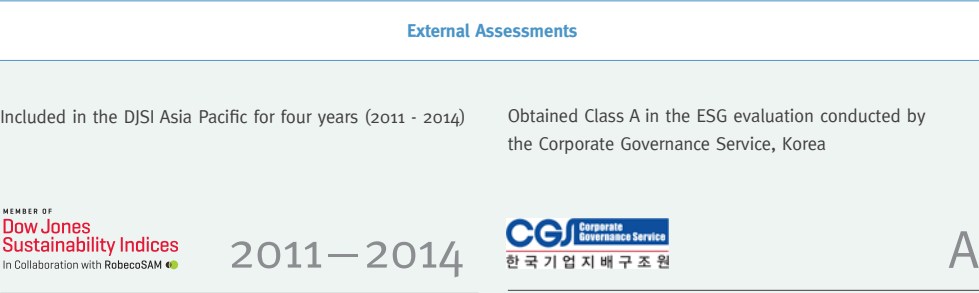 External Assessments
Included in the DJSI Asia Pacific for four years (2011 - 2014)
MEMBER OF
Dow Jones
Sustainability Indices
In Collaboration with RobecoSAM
2011—2014
Obtained Class A in the ESG evaluation conducted by
the Corporate Governance Service, Korea
CGS Corporate
Governance Service
한국기업지배구조원
A